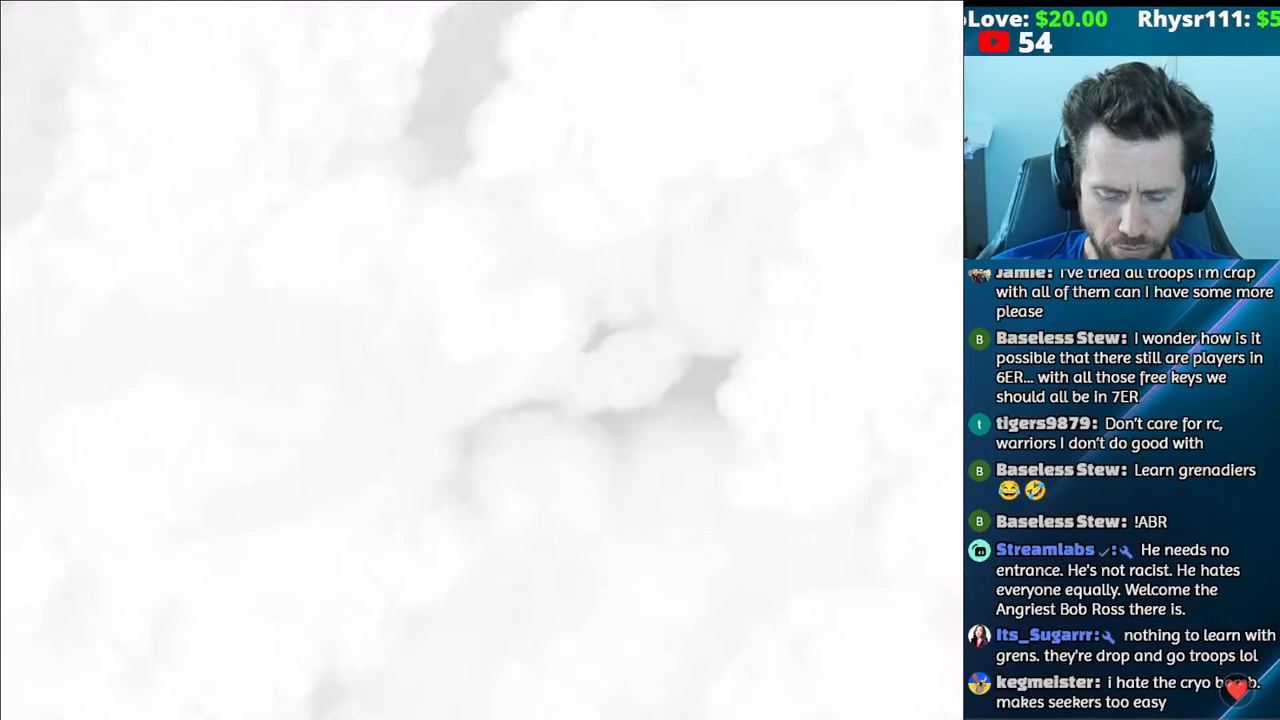 oLove: $20.00 Rhysr111: $5
54
Jamie: I've tried all troops I'm crap
with all of them can I have some more
please
B Baseless Stew: I wonder how is it
possible that there still are players in
6ER... with all those free keys we
should all be in 7ER
t tigers9879: Don't care for rc,
warriors I don't do good with
B Baseless Stew: Learn grenadiers
😂 🤣
B Baseless Stew: !ABR
Streamlabs ✓:🔧 He needs no
entrance. He's not racist. He hates
everyone equally. Welcome the
Angriest Bob Ross there is.
Its_Sugarrr:🔧 nothing to learn with
grens. they're drop and go troops lol
kegmeister: i hate the cryo bomb.
makes seekers too easy